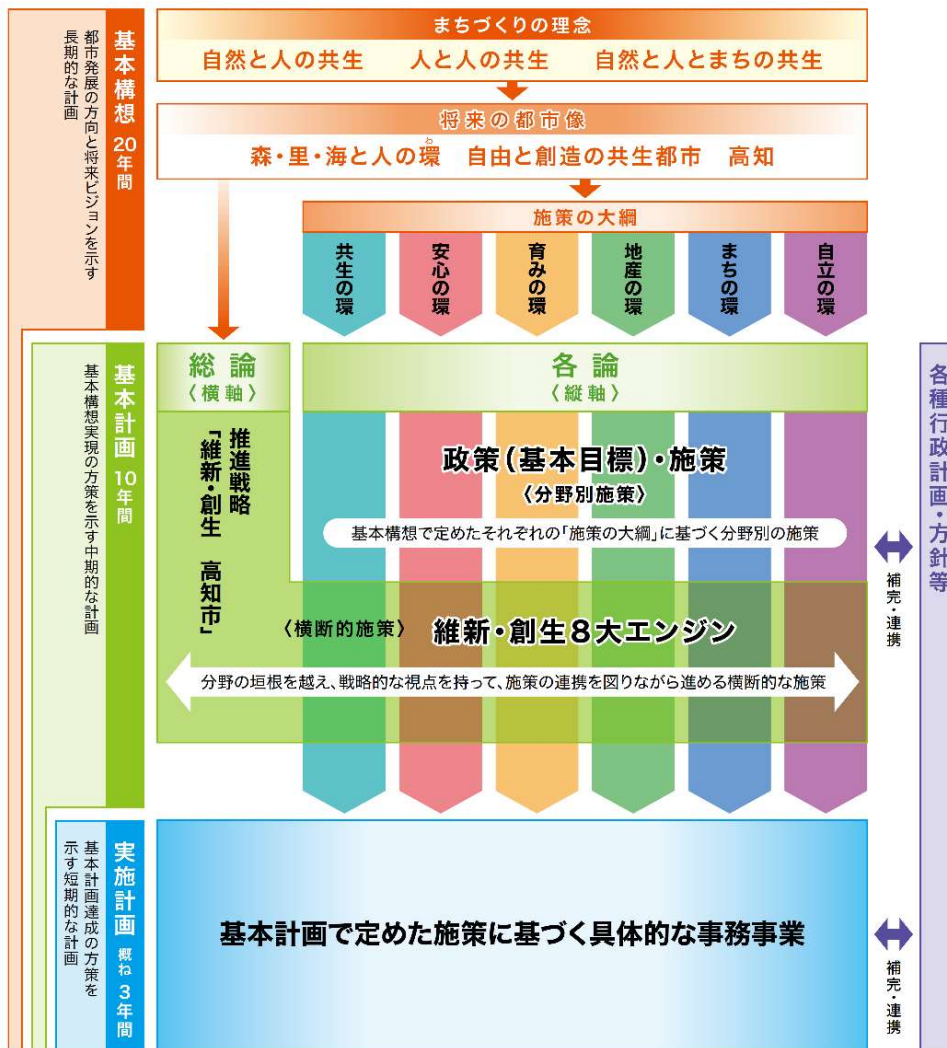 まちづくりの理念
自然と人の共生　人と人の共生　自然と人とまちの共生
将来の都市像
わ
森・里・海と人の環　自由と創造の共生都市　高知
施策の大綱
共生の環
安心の環
育みの環
地産の環
まちの環
自立の環
基本構想 20年間
都市発展の方向と将来ビジョンを示す
長期的な計画
総論
〈横軸〉
各論
〈縦軸〉
基本計画 10年間
基本構想実現の方策を示す中期的な計画
推進戦略
「維新・創生　高知市」
政策（基本目標）・施策
〈分野別施策〉
基本構想で定めたそれぞれの「施策の大綱」に基づく分野別の施策
〈横断的施策〉 維新・創生8大エンジン
分野の垣根を越え、戦略的な視点を持って、施策の連携を図りながら進める横断的な施策
各種行政計画・方針等
補完・連携
実施計画 概ね 3年間
基本計画達成の方策を
示す短期的な計画
基本計画で定めた施策に基づく具体的な事務事業
補完・連携